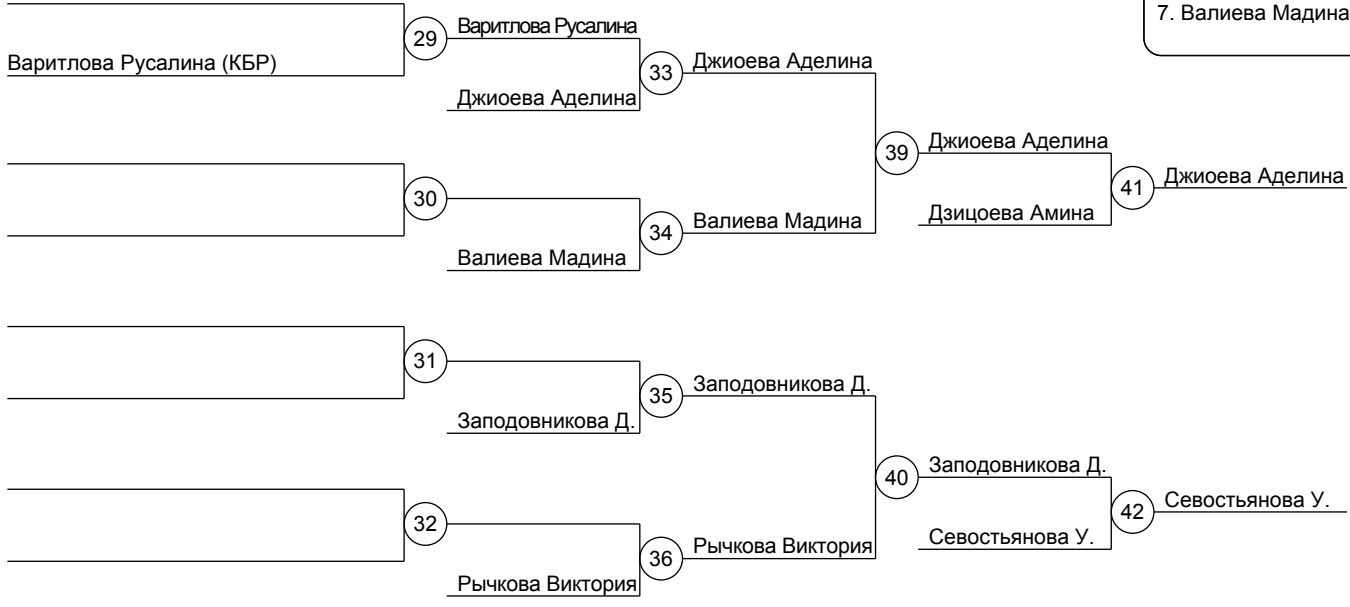 7. Валиева Мадина
29 Варитлова Русалина
Варитлова Русалина (КБР)
33 Джиоева Аделина
Джиоева Аделина
39 Джиоева Аделина
41 Джиоева Аделина
30
Дзицоева Амина
34 Валиева Мадина
Валиева Мадина
31
35 Заподовникова Д.
Заподовникова Д.
40 Заподовникова Д.
42 Севостьянова У.
32
Севостьянова У.
36 Рычкова Виктория
Рычкова Виктория